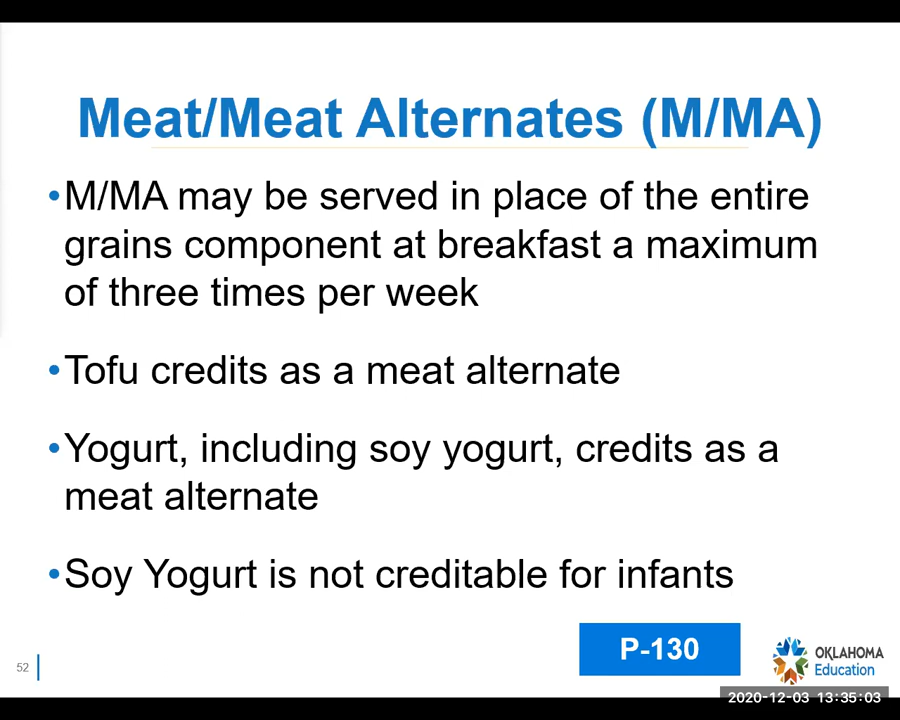 Meat/Meat Alternates (M/MA)
•M/MA may be served in place of the entire
grains component at breakfast a maximum
of three times per week
•Tofu credits as a meat alternate
•Yogurt, including soy yogurt, credits as a
meat alternate
•Soy Yogurt is not creditable for infants
P-130
52
OKLAHOMA
Education
2020-12-03 13:35:03